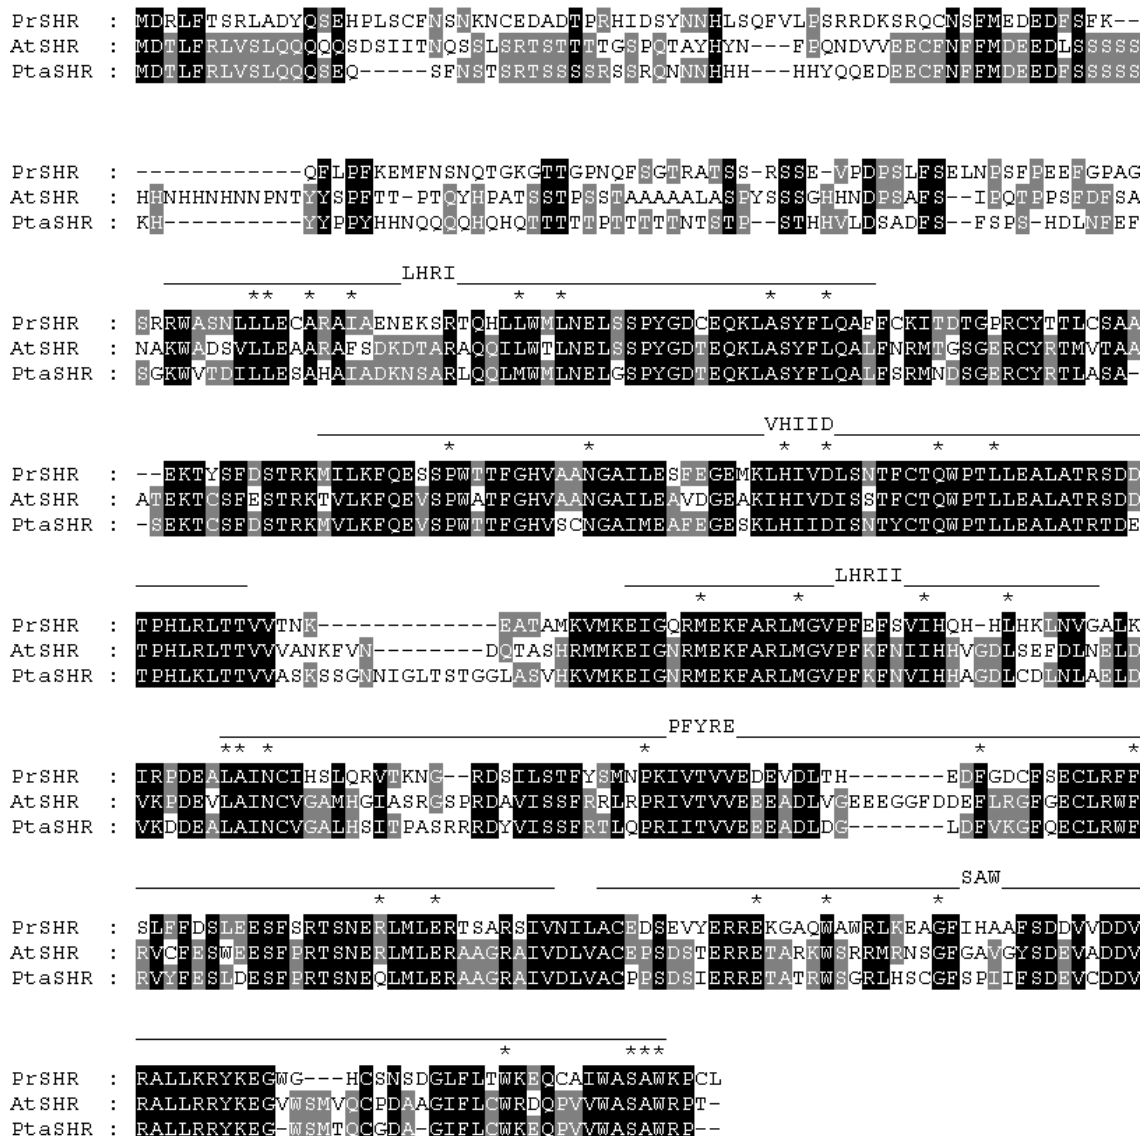 PrSHR : MDRLFTSRLADYQSEHPLSCFNSNKNCEDADTPRHIDSYNNHLSQFVLPSRRDKSRQCNSFMEDEDFSFK--
AtSHR : MDTLFRLVSLQQQQQSDSIITNQSSLSRTSTTTTGSPQTAYHYN---FPQNDVVEECFNFFMDEEDLSSSSS
PtaSHR : MDTLFRLVSLQQQSEQ-----SFNSTSRTSSSSRSSRQNNNHHH---HHYQQEDEECFNFFMDEEDFSSSSS
PrSHR : ------------QFLPFKEMFNSNQTGKGTTGPNQFSGTRATSS-RSSE-VPDPSLFSELNPSFPEEFGPAG
AtSHR : HHNHHNHNNPNTYYSPFTT-PTQYHPATSSTPSSTAAAALASPYSSSGHHNDPSAFS--IPQTPPSFDFSA
PtaSHR : KH----------YYPPYHHNQQQQHQHQTTTTTPTTTTTNTSTP--STHHVLDSADFS--FSPS-HDLNFEF
LHRI
** * * * * * *
PrSHR : SRRWASNLLLECARAIAENEKSRTQHLLWMLNELSSPYGDCEQKLASYFLQAFFCKITDTGPRCYTTLCSAA
AtSHR : NAKWADSVLLEAARAFSDKDTARAQQILWTLNELSSPYGDTEQKLASYFLQALFNRMTGSGERCYRTMVTAA
PtaSHR : SGKWVTDILLESAHAIADKNSARLQQLMWMLNELGSPYGDTEQKLASYFLQALFSRMNDSGERCYRTLASA-
VHIID
* * * * * *
PrSHR : --EKTYSFDSTRKMILKFQESSPWTTFGHVAANGAILESFEGEMKLHIVDLSNTFCTQWPTLLEALATRSDD
AtSHR : ATEKTCSFESTRKTVLKFQEVSPWATFGHVAANGAILEAVDGEAKIHIVDISSTFCTQWPTLLEALATRSDD
PtaSHR : -SEKTCSFDSTRKMVLKFQEVSPWTTFGHVSCNGAIMEAFEGESKLHIIDISNTYCTQWPTLLEALATRTDE
LHRII
* * * *
PrSHR : TPHLRLTTVVTNK-------------EATAMKVMKEIGQRMEKFARLMGVPFEFSVIHQH-HLHKLNVGALK
AtSHR : TPHLRLTTVVVANKFVN--------DQTASHRMMKEIGNRMEKFARLMGVPFKFNIIHHVGDLSEFDLNELD
PtaSHR : TPHLKLTTVVASKSSGNNIGLTSTGGLASVHKVMKEIGNRMEKFARLMGVPFKFNVIHHAGDLCDLNLAELD
PFYRE
** * * * *
PrSHR : IRPDEALAINCIHSLQRVTKNG--RDSILSTFYSMNPKIVTVVEDEVDLTH-------EDFGDCFSECLRFF
AtSHR : VKPDEVLAINCVGAMHGIASRGSPRDAVISSFRRLRPRIVTVVEEEADLVGEEEGGFDDEFLRGFGECLRWF
PtaSHR : VKDDEALAINCVGALHSITPASRRRDYVISSFRTLQPRIITVVEEEADLDG-------LDFVKGFQECLRWF
SAW
* * * * *
PrSHR : SLFFDSLEESFSRTSNERLMLERTSARSIVNILACEDSEVYERREKGAQWAWRLKEAGFIHAAFSDDVVDDV
AtSHR : RVCFESWEESFPRTSNERLMLERAAGRAIVDLVACEPSDSTERRETARKWSRRMRNSGFGAVGYSDEVADDV
PtaSHR : RVYFESLDESFPRTSNEQLMLERAAGRAIVDLVACPPSDSIERRETATRWSGRLHSCGFSPIIFSDEVCDDV
* ***
PrSHR : RALLKRYKEGWG---HCSNSDGLFLTWKEQCAIWASAWKPCL
AtSHR : RALLRRYKEGVWSMVQCPDAAGIFLCWRDQPVVWASAWRPT-
PtaSHR : RALLRRYKEG-WSMTQCGDA-GIFLCWKEQPVVWASAWRP--